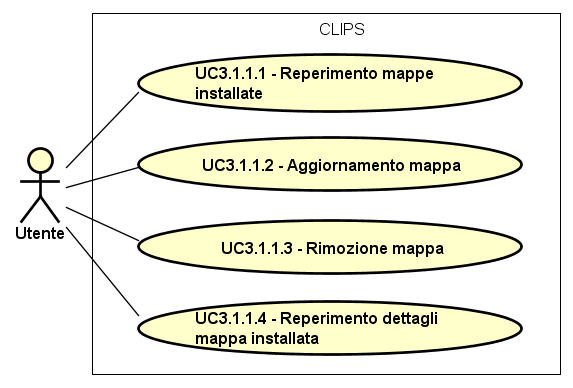 CLIPS
UC3.1.1.1 - Reperimento mappe
installate
UC3.1.1.2 - Aggiornamento mappa
Utente
UC3.1.1.3 - Rimozione mappa
UC3.1.1.4 - Reperimento dettagli
mappa installata